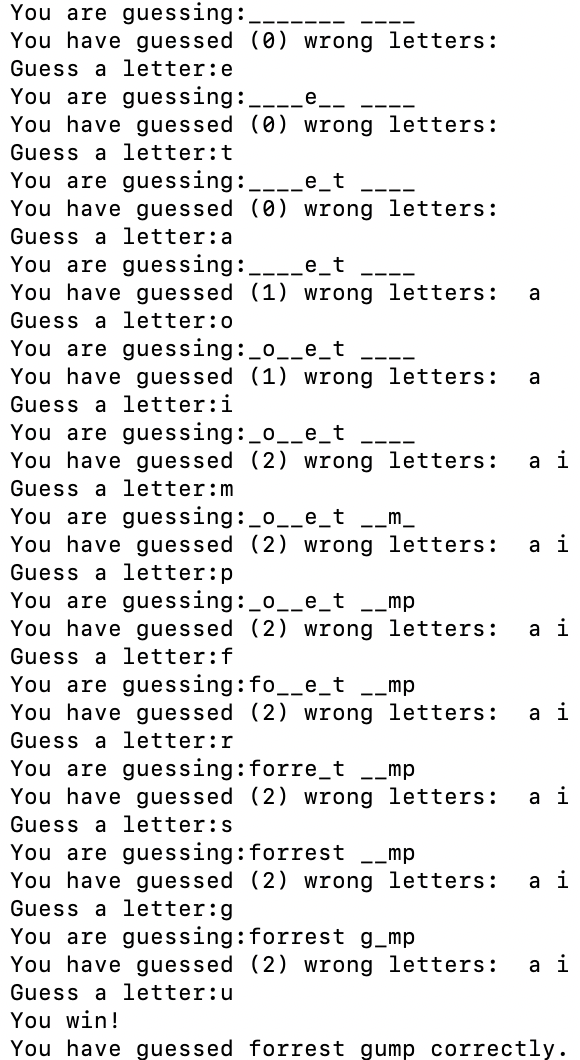 You are guessing:_______ ____
You have guessed (0) wrong letters:
Guess a letter:e
You are guessing:____e__ ____
You have guessed (0) wrong letters:
Guess a letter:t
You are guessing:____e_t ____
You have guessed (0) wrong letters:
Guess a letter:a
You are guessing:____e_t ____
You have guessed (1) wrong letters:  a
Guess a letter:o
You are guessing:_o__e_t ____
You have guessed (1) wrong letters:  a
Guess a letter:i
You are guessing:_o__e_t ____
You have guessed (2) wrong letters:  a i
Guess a letter:m
You are guessing:_o__e_t __m_
You have guessed (2) wrong letters:  a i
Guess a letter:p
You are guessing:_o__e_t __mp
You have guessed (2) wrong letters:  a i
Guess a letter:f
You are guessing:fo__e_t __mp
You have guessed (2) wrong letters:  a i
Guess a letter:r
You are guessing:forre_t __mp
You have guessed (2) wrong letters:  a i
Guess a letter:s
You are guessing:forrest __mp
You have guessed (2) wrong letters:  a i
Guess a letter:g
You are guessing:forrest g_mp
You have guessed (2) wrong letters:  a i
Guess a letter:u
You win!
You have guessed forrest gump correctly.